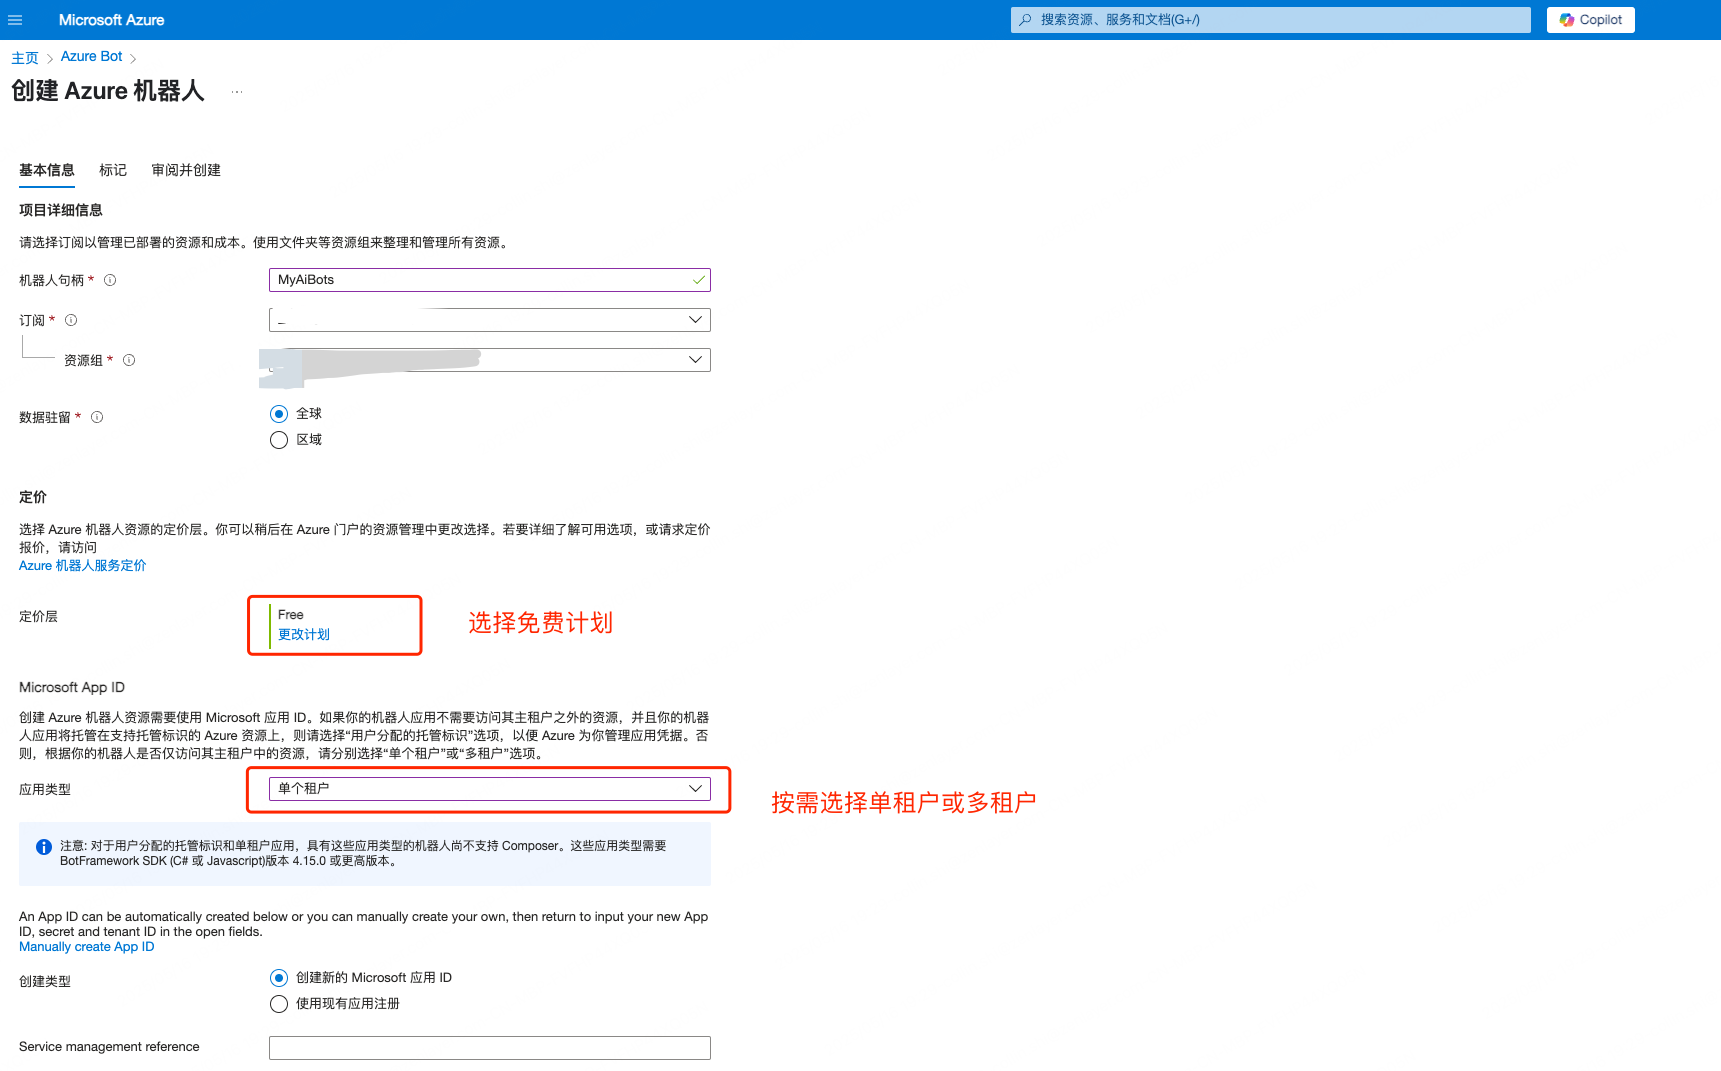 Microsoft Azure
搜索资源、服务和文档(G+/)
Copilot
主页 > Azure Bot >
创建 Azure 机器人 ...
基本信息 标记 审阅并创建
项目详细信息
请选择订阅以管理已部署的资源和成本。使用文件夹等资源组来整理和管理所有资源。
机器人句柄 * MyAiBots
订阅 *
资源组 *
数据驻留 * 全球
区域
定价
选择 Azure 机器人资源的定价层。你可以稍后在 Azure 门户的资源管理中更改选择。若要详细了解可用选项，或请求定价
报价，请访问
Azure 机器人服务定价
定价层
Free
更改计划
选择免费计划
Microsoft App ID
创建 Azure 机器人资源需要使用 Microsoft 应用 ID。如果你的机器人应用不需要访问其主租户之外的资源，并且你的机器
人应用将托管在支持托管标识的 Azure 资源上，则请选择“用户分配的托管标识”选项，以便 Azure 为你管理应用凭据。否
则，根据你的机器人是否仅访问其主租户中的资源，请分别选择“单个租户”或“多租户”选项。
应用类型 单个租户
按需选择单租户或多租户
注意: 对于用户分配的托管标识和单租户应用，具有这些应用类型的机器人尚不支持 Composer。这些应用类型需要
BotFramework SDK (C# 或 Javascript)版本 4.15.0 或更高版本。
An App ID can be automatically created below or you can manually create your own, then return to input your new App
ID, secret and tenant ID in the open fields.
Manually create App ID
创建类型 创建新的 Microsoft 应用 ID
使用现有应用注册
Service management reference